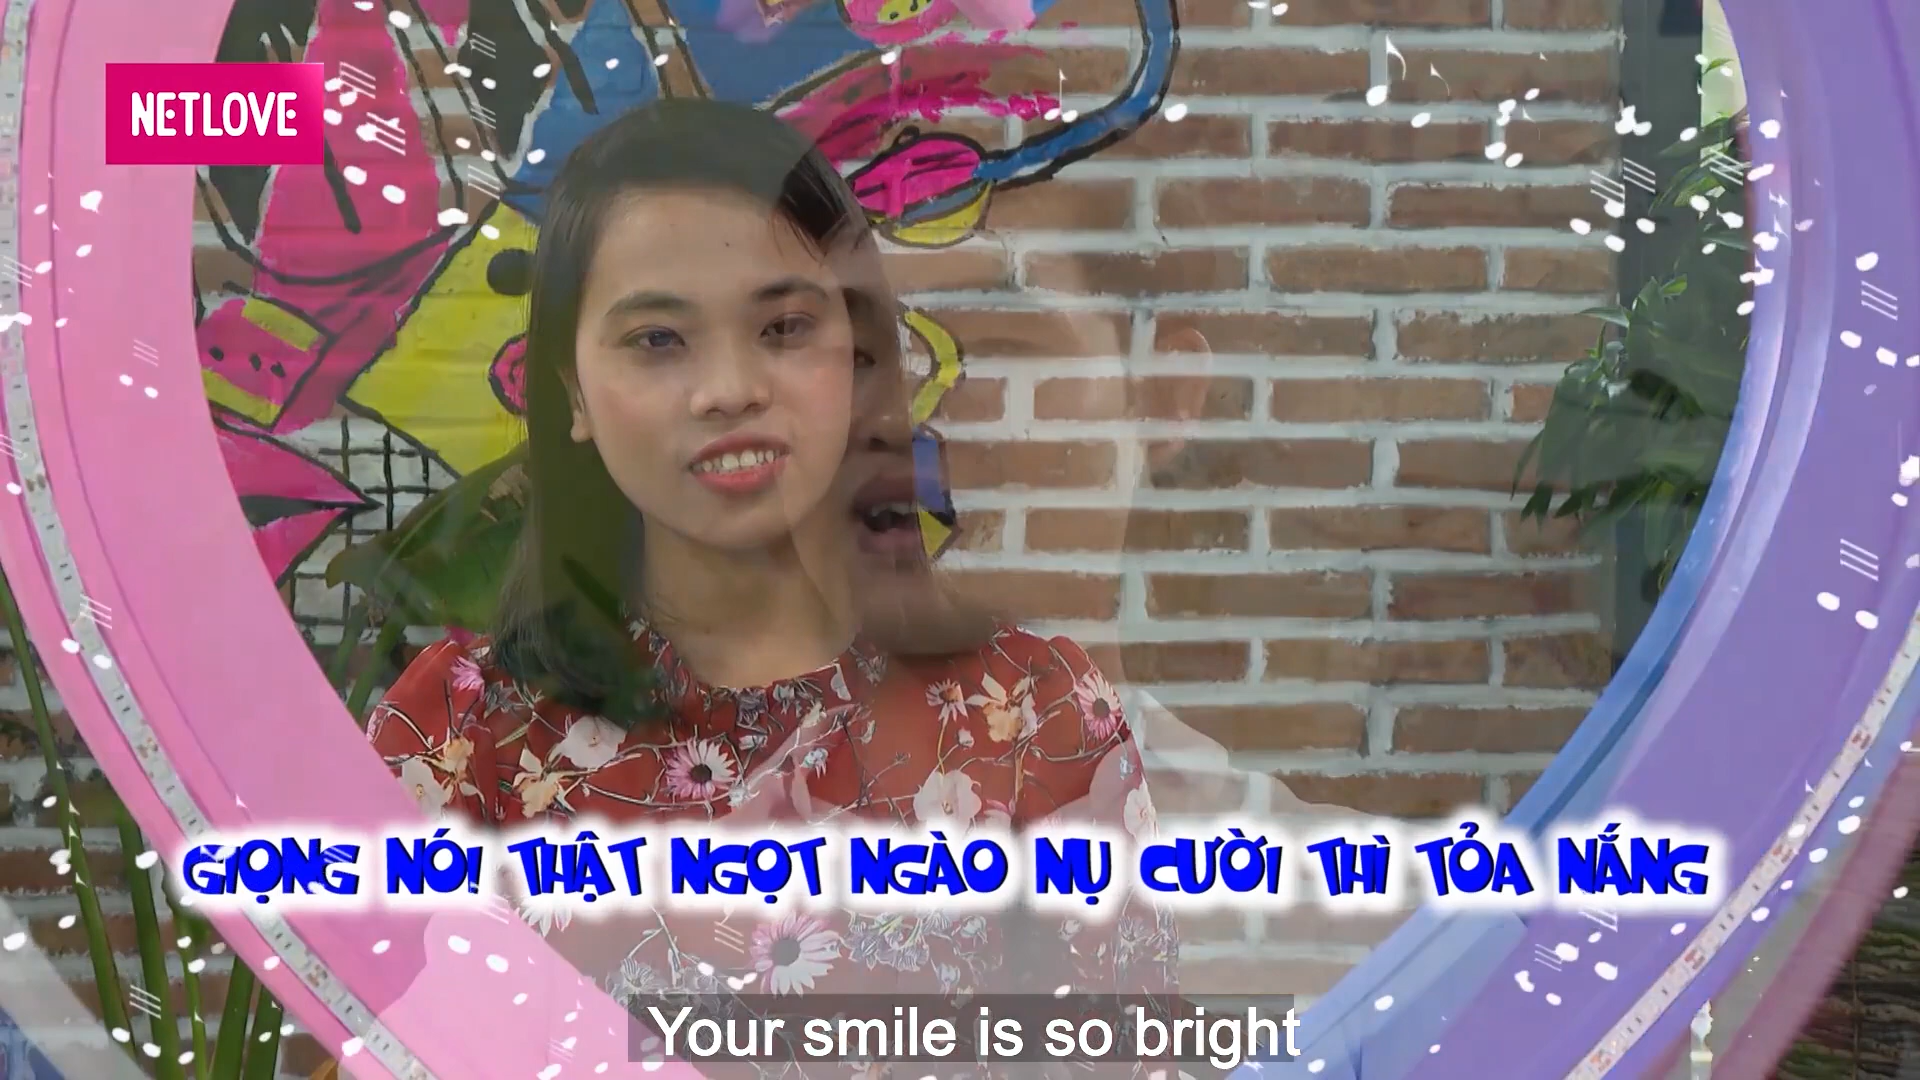 NETLOVE
GIỌNG NÓI THẬT NGỌT NGÀO NỤ CƯỜI THÌ TỎA NẮNG
Your smile is so bright